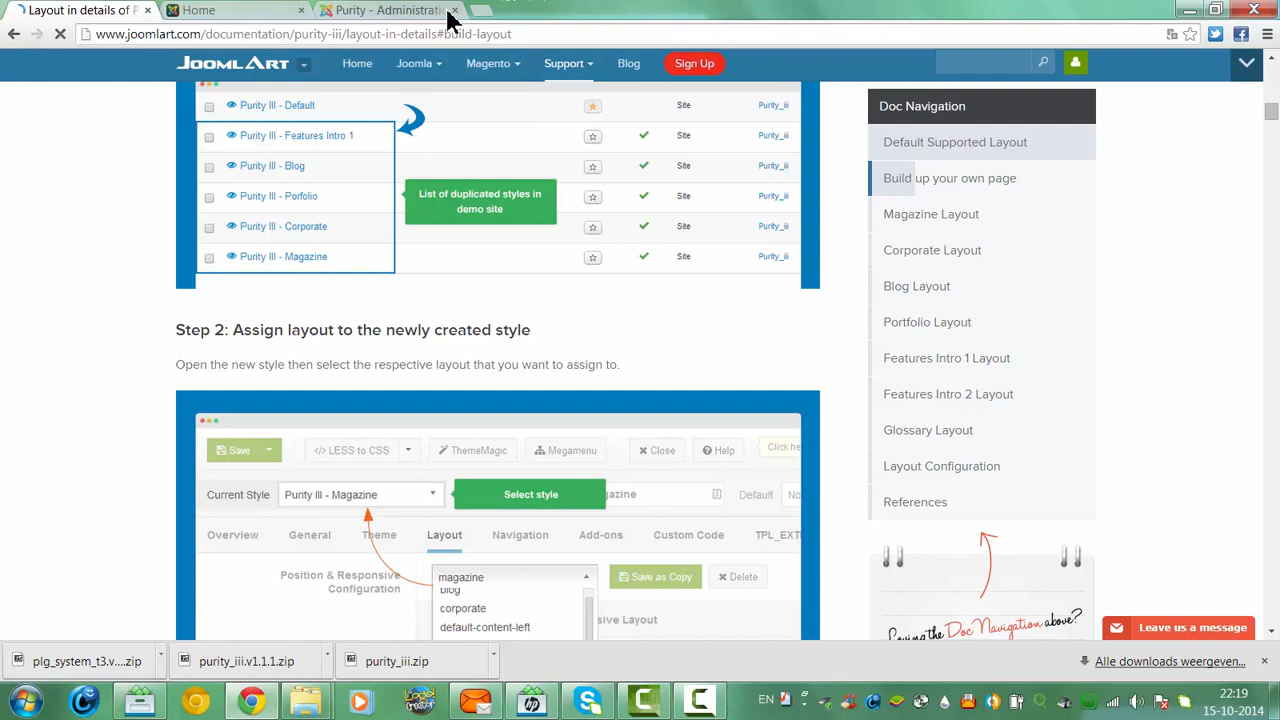 Layout in details of P
Home
Purity - Administratio
www.joomlart.com/documentation/purity-iii/layout-in-details#build-layout
JOOMLART
Home
Joomla
Magento
Support
Blog
Sign Up
Purity III - Default
Site
Purity_iii
Purity III - Features Intro 1
Site
Purity_iii
Purity III - Blog
Site
Purity_iii
Purity III - Porfolio
Site
Purity_iii
Purity III - Corporate
Site
Purity_iii
Purity III - Magazine
Site
Purity_iii
List of duplicated styles in
demo site
Step 2: Assign layout to the newly created style
Open the new style then select the respective layout that you want to assign to.
Save
</> LESS to CSS
ThemeMagic
Megamenu
Close
Help
Click he
Current Style
Purity III - Magazine
Select style
agazine
Default
No
Overview
General
Theme
Layout
Navigation
Add-ons
Custom Code
TPL_EXT
Position & Responsive
Configuration
magazine
blog
corporate
default-content-left
Save as Copy
Delete
sive Layout
Doc Navigation
Default Supported Layout
Build up your own page
Magazine Layout
Corporate Layout
Blog Layout
Portfolio Layout
Features Intro 1 Layout
Features Intro 2 Layout
Glossary Layout
Layout Configuration
References
the Doc Navigation above?
Leave us a message
plg_system_t3.v....zip
purity_iii.v1.1.1.zip
purity_iii.zip
Alle downloads weergeven...
EN
22:19
15-10-2014